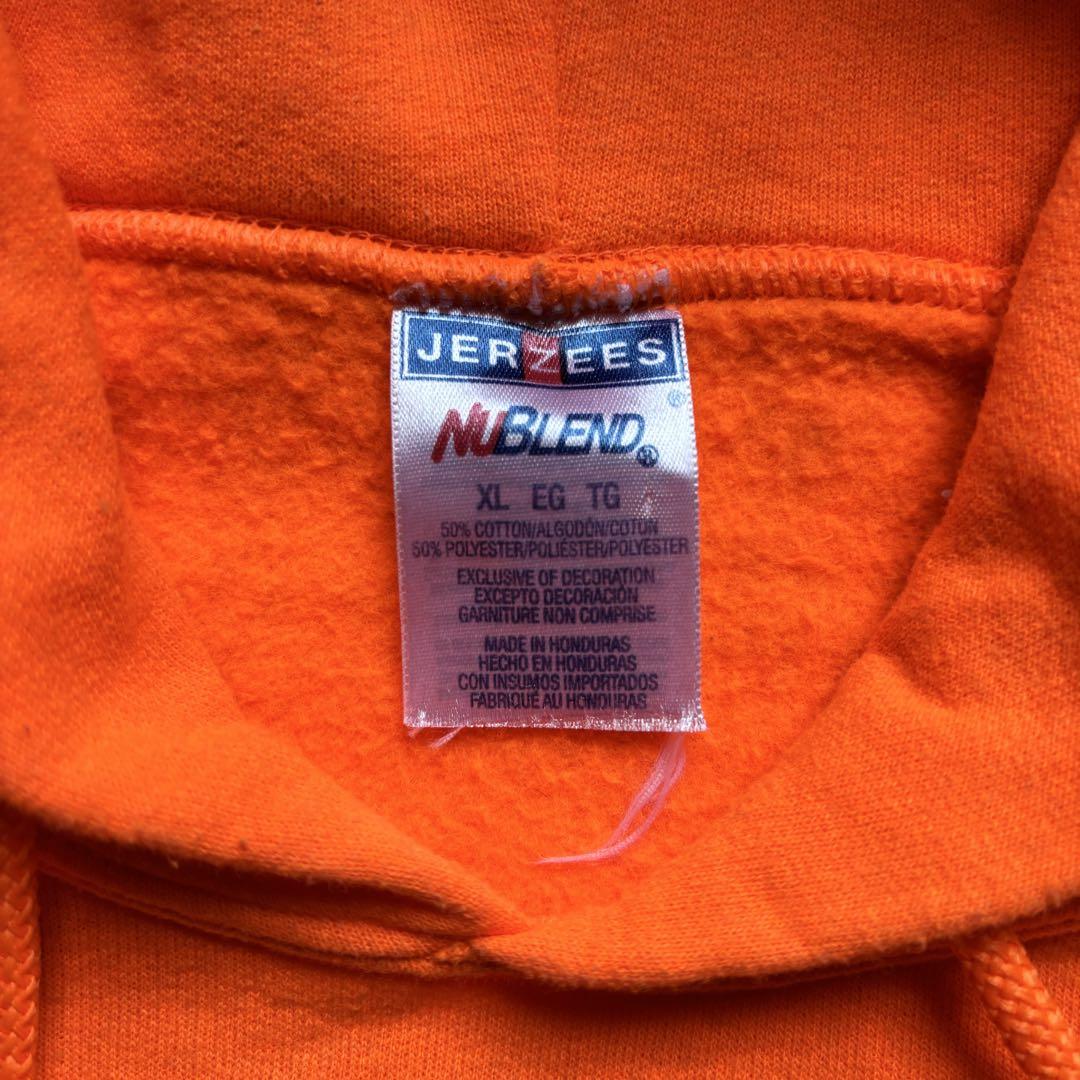 JERZEES
®
NUBLEND®
XL EG TG
50% COTTON/ALGODÓN/COTON
50% POLYESTER/POLIÉSTER/POLYESTER
EXCLUSIVE OF DECORATION
EXCEPTO DECORACIÓN
GARNITURE NON COMPRISE
MADE IN HONDURAS
HECHO EN HONDURAS
CON INSUMOS IMPORTADOS
FABRIQUÉ AU HONDURAS